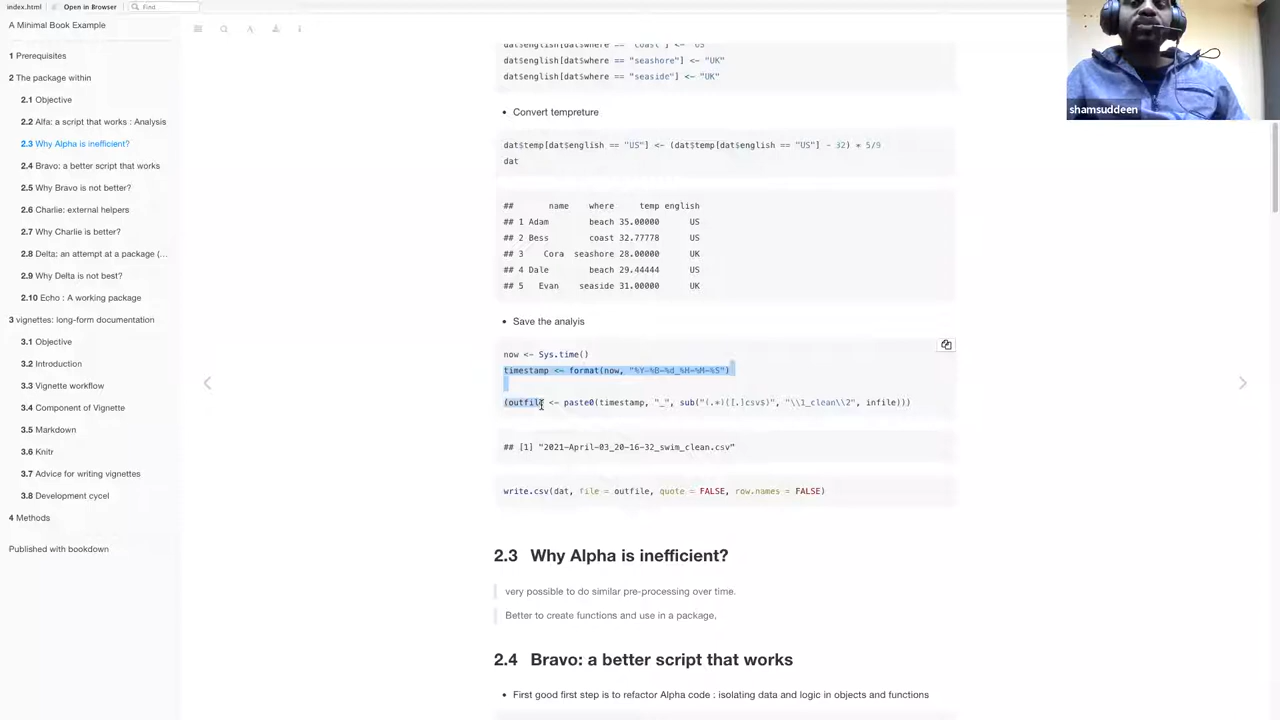 index.html
Open in Browser
Find
A Minimal Book Example
1 Prerequisites
2 The package within
2.1 Objective
2.2 Alfa: a script that works : Analysis
2.3 Why Alpha is inefficient?
2.4 Bravo: a better script that works
2.5 Why Bravo is not better?
2.6 Charlie: external helpers
2.7 Why Charlie is better?
2.8 Delta: an attempt at a package (...
2.9 Why Delta is not best?
2.10 Echo : A working package
3 vignettes: long-form documentation
3.1 Objective
3.2 Introduction
3.3 Vignette workflow
3.4 Component of Vignette
3.5 Markdown
3.6 Knitr
3.7 Advice for writing vignettes
3.8 Development cycel
4 Methods
Published with bookdown
dat$english[dat$where == "coast"] <- "US"
dat$english[dat$where == "seashore"] <- "UK"
dat$english[dat$where == "seaside"] <- "UK"
• Convert tempreture
dat$temp[dat$english == "US"] <- (dat$temp[dat$english == "US"] - 32) * 5/9
dat
## name where temp english
## 1 Adam beach 35.00000 US
## 2 Bess coast 32.77778 US
## 3 Cora seashore 28.00000 UK
## 4 Dale beach 29.44444 US
## 5 Evan seaside 31.00000 UK
• Save the analyis
now <- Sys.time()
timestamp <- format(now, "%Y-%B-%d_%H-%M-%S")
(outfile <- paste0(timestamp, "_", sub("(.*)([.]csv$)", "\\1_clean\\2", infile)))
## [1] "2021-April-03_20-16-32_swim_clean.csv"
write.csv(dat, file = outfile, quote = FALSE, row.names = FALSE)
2.3 Why Alpha is inefficient?
very possible to do similar pre-processing over time.
Better to create functions and use in a package,
2.4 Bravo: a better script that works
• First good first step is to refactor Alpha code : isolating data and logic in objects and functions
shamsuddeen